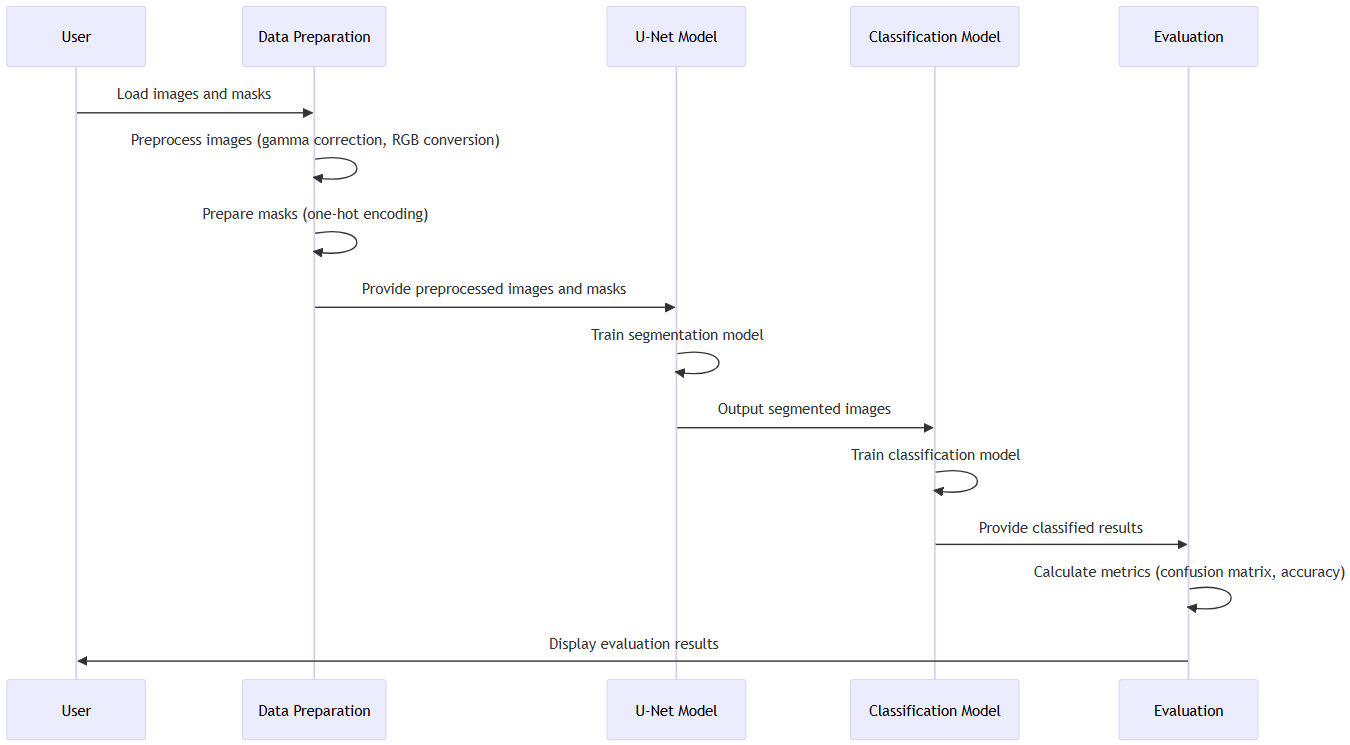 User
Data Preparation
U-Net Model
Classification Model
Evaluation
Load images and masks
Preprocess images (gamma correction, RGB conversion)
Prepare masks (one-hot encoding)
Provide preprocessed images and masks
Train segmentation model
Output segmented images
Train classification model
Provide classified results
Calculate metrics (confusion matrix, accuracy)
Display evaluation results
User
Data Preparation
U-Net Model
Classification Model
Evaluation